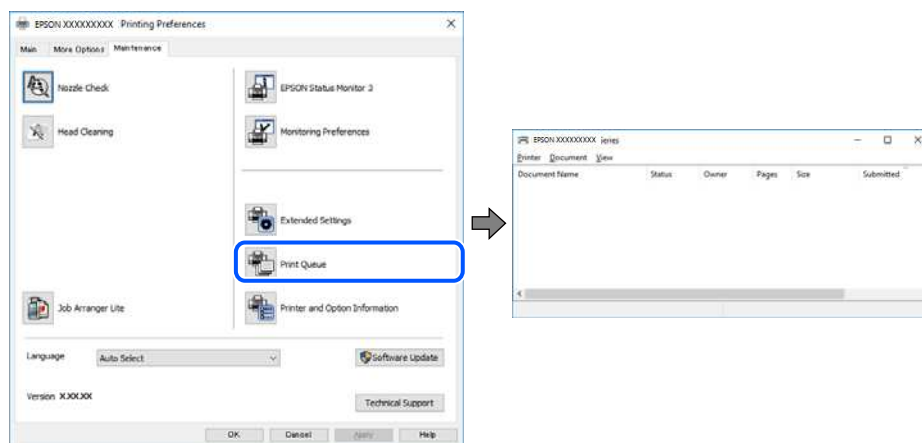 EPSON XXXXXXXXX Printing Preferences
Main More Options Maintenance
Nozzle Check
EPSON Status Monitor 3
Head Cleaning
Monitoring Preferences
Extended Settings
Print Queue
Job Arranger Lite
Printer and Option Information
Language Auto Select Software Update
Version X.XX.XX
Technical Support
OK Cancel Apply Help
EPSON XXXXXXXXX ieries
Printer Document View
Document Name Status Owner Pages Size Submitted